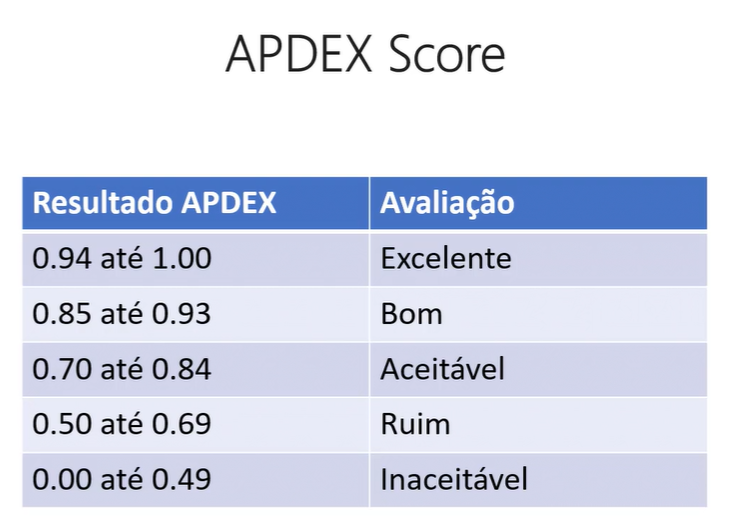 APDEX Score
Resultado APDEX Avaliação
0.94 até 1.00 Excelente
0.85 até 0.93 Bom
0.70 até 0.84 Aceitável
0.50 até 0.69 Ruim
0.00 até 0.49 Inaceitável